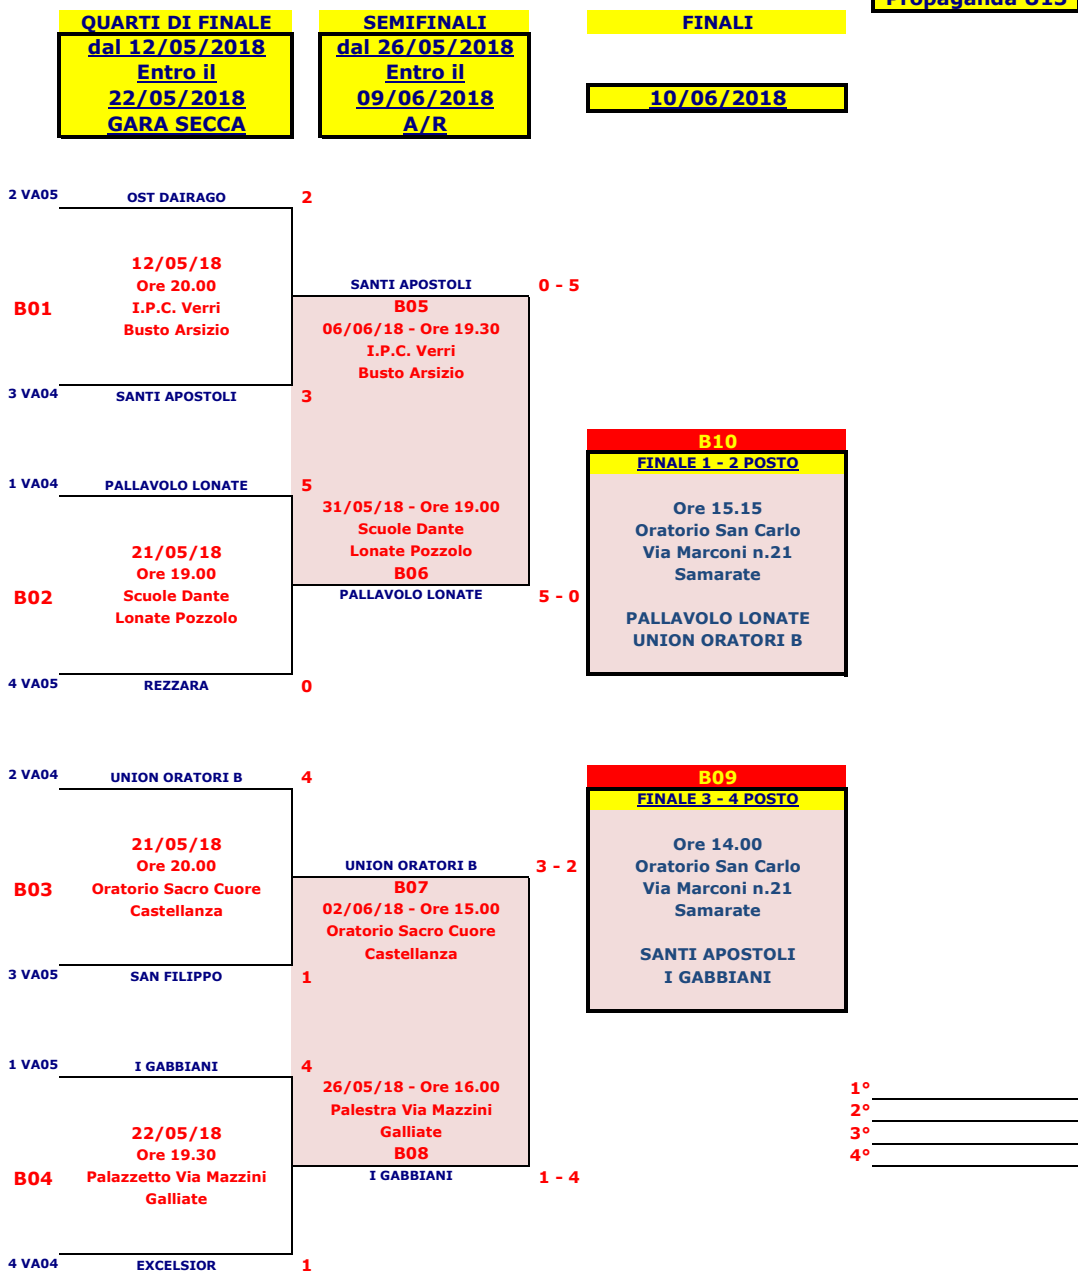 Propaganda U13
QUARTI DI FINALE
dal 12/05/2018
Entro il
22/05/2018
GARA SECCA
SEMIFINALI
dal 26/05/2018
Entro il
09/06/2018
A/R
FINALI
10/06/2018
2 VA05 OST DAIRAGO 2
B01
12/05/18
Ore 20.00
I.P.C. Verri
Busto Arsizio
3 VA04 SANTI APOSTOLI 3
SANTI APOSTOLI 0 - 5
B05
06/06/18 - Ore 19.30
I.P.C. Verri
Busto Arsizio
1 VA04 PALLAVOLO LONATE 5
B02
21/05/18
Ore 19.00
Scuole Dante
Lonate Pozzolo
4 VA05 REZZARA 0
31/05/18 - Ore 19.00
Scuole Dante
Lonate Pozzolo
B06
PALLAVOLO LONATE 5 - 0
B10
FINALE 1 - 2 POSTO
Ore 15.15
Oratorio San Carlo
Via Marconi n.21
Samarate
PALLAVOLO LONATE
UNION ORATORI B
2 VA04 UNION ORATORI B 4
B03
21/05/18
Ore 20.00
Oratorio Sacro Cuore
Castellanza
3 VA05 SAN FILIPPO 1
UNION ORATORI B 3 - 2
B07
02/06/18 - Ore 15.00
Oratorio Sacro Cuore
Castellanza
B09
FINALE 3 - 4 POSTO
Ore 14.00
Oratorio San Carlo
Via Marconi n.21
Samarate
SANTI APOSTOLI
I GABBIANI
1 VA05 I GABBIANI 4
B04
22/05/18
Ore 19.30
Palazzetto Via Mazzini
Galliate
4 VA04 EXCELSIOR 1
26/05/18 - Ore 16.00
Palestra Via Mazzini
Galliate
B08
I GABBIANI 1 - 4
1°
2°
3°
4°